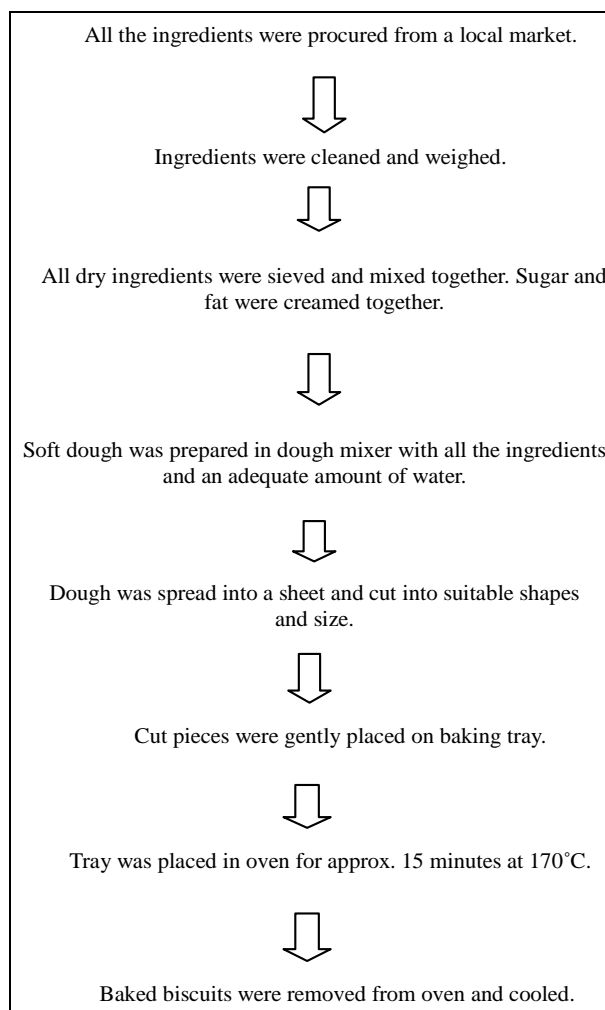 All the ingredients were procured from a local market.
Ingredients were cleaned and weighed.
All dry ingredients were sieved and mixed together. Sugar and
fat were creamed together.
Soft dough was prepared in dough mixer with all the ingredients
and an adequate amount of water.
Dough was spread into a sheet and cut into suitable shapes
and size.
Cut pieces were gently placed on baking tray.
Tray was placed in oven for approx. 15 minutes at 170˚C.
Baked biscuits were removed from oven and cooled.